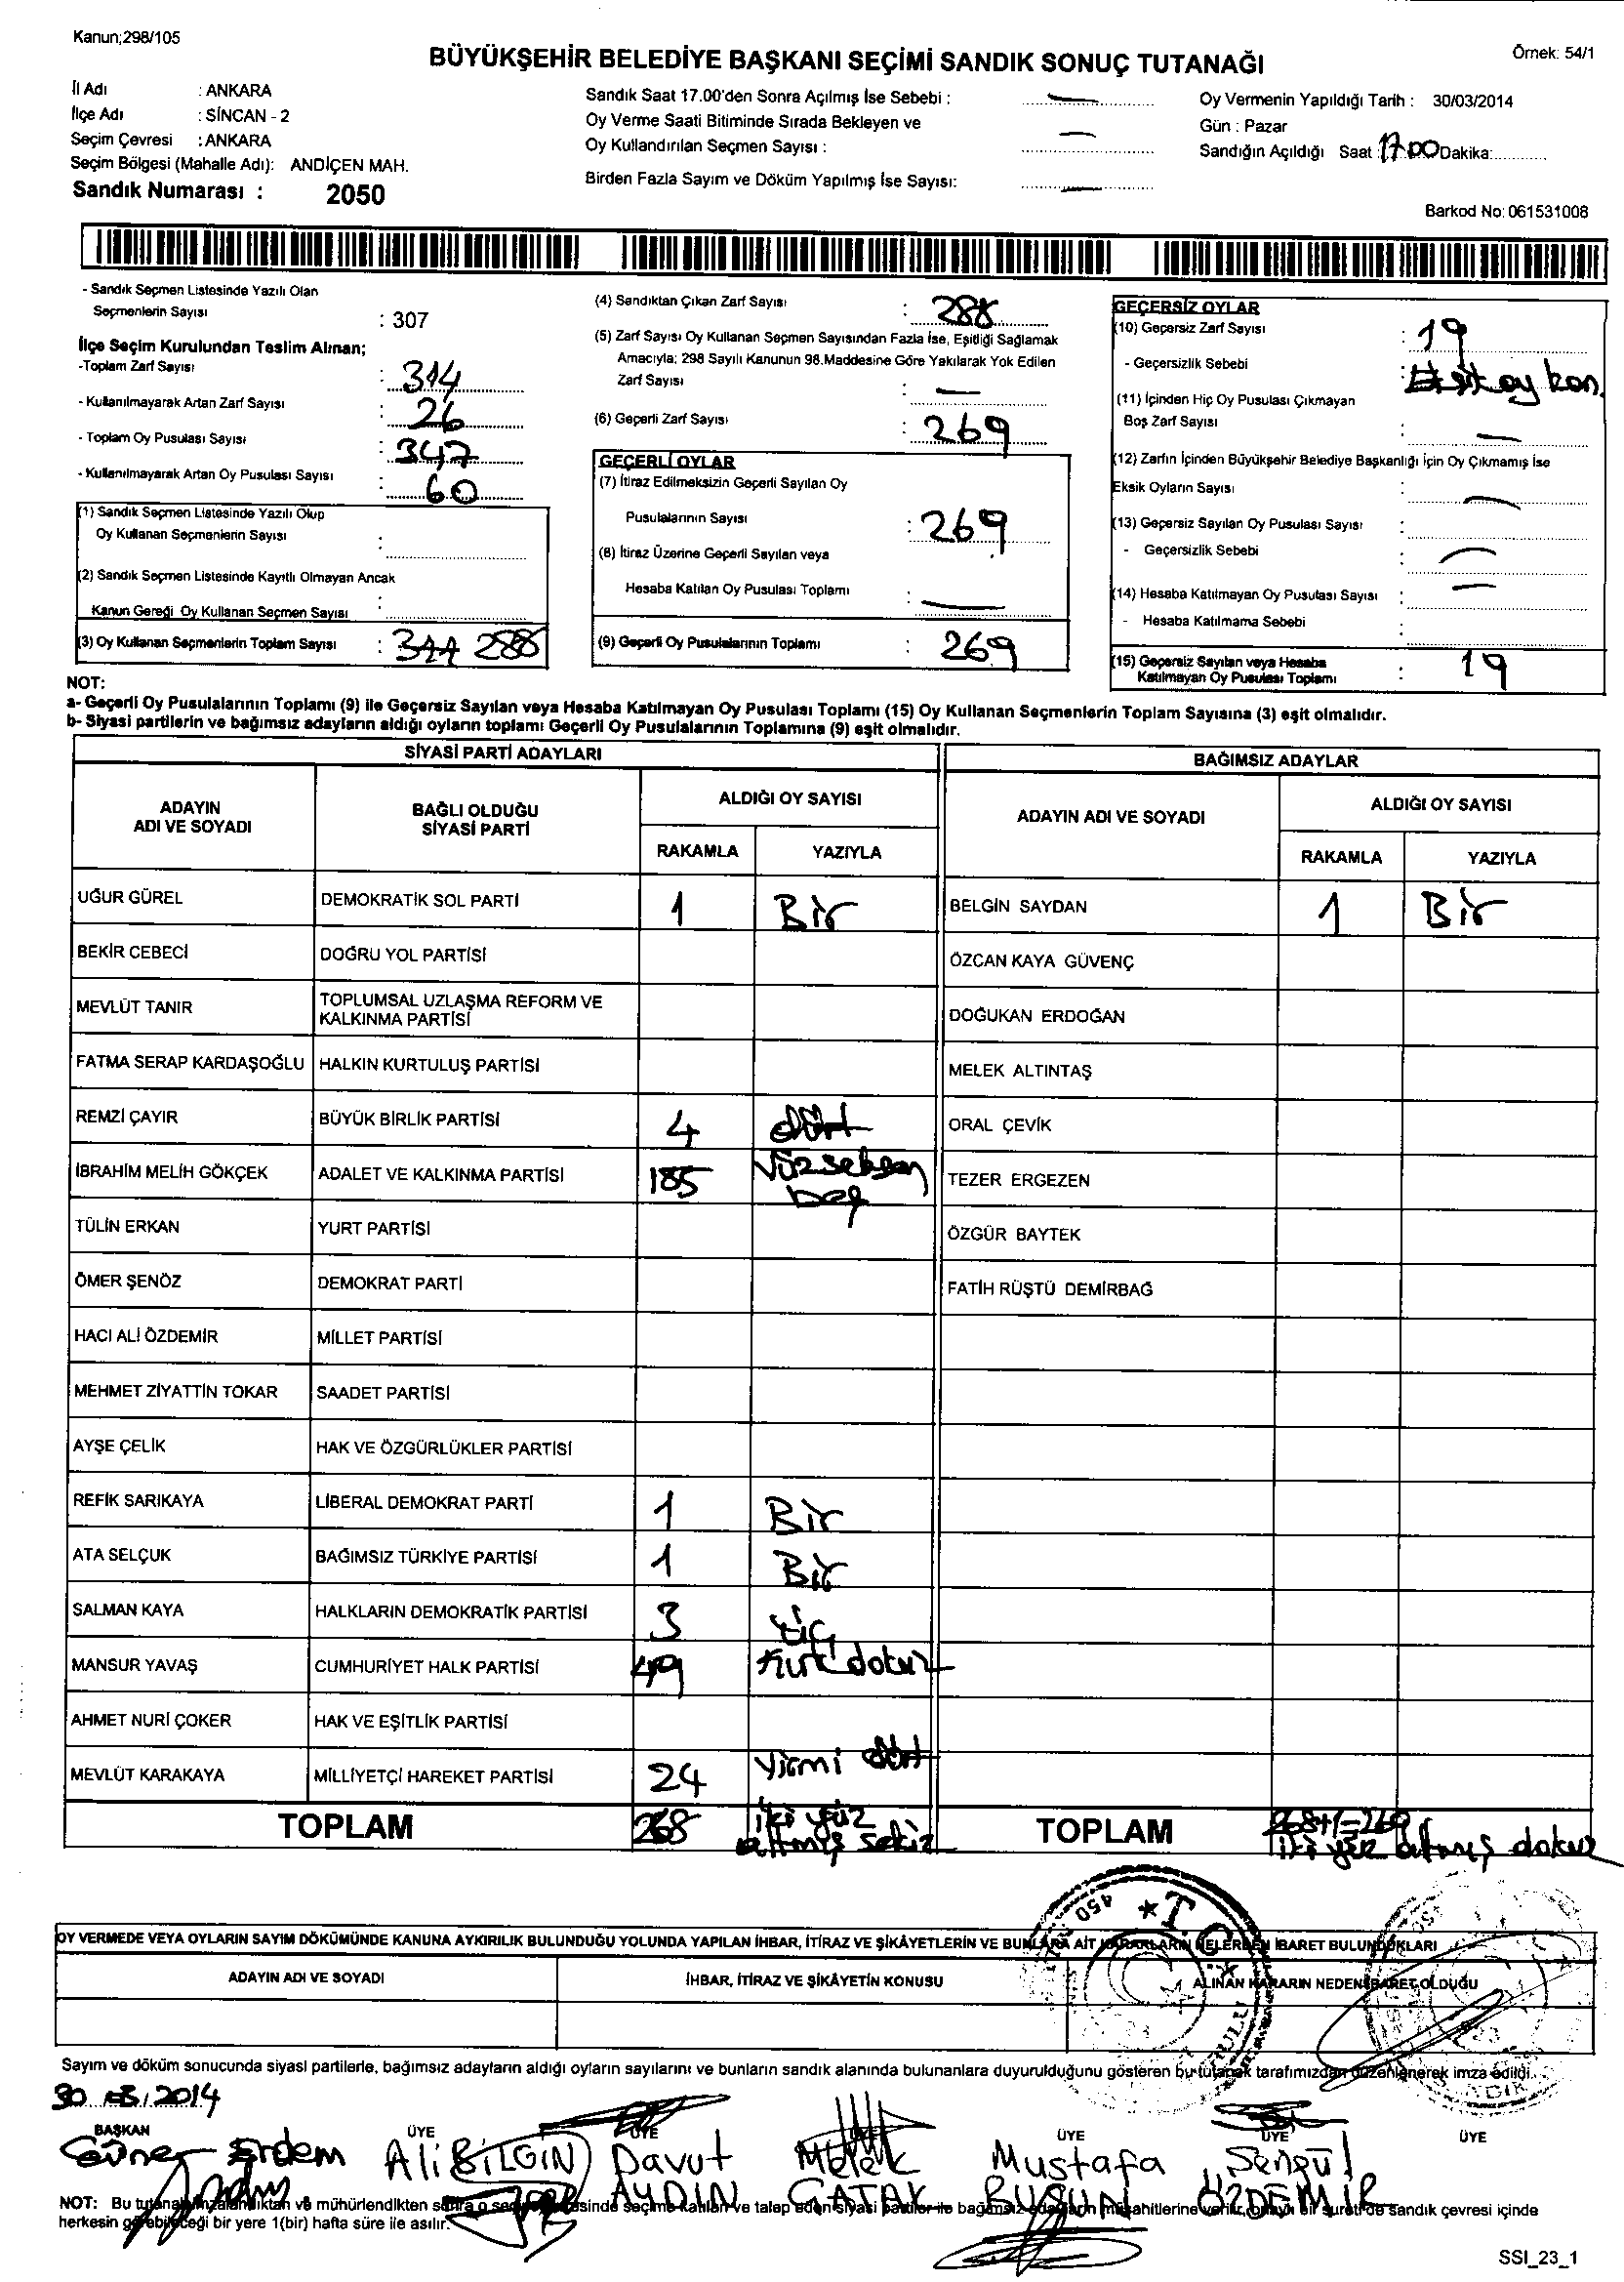 Kanun;298/105
Örnek: 54/1
BÜYÜKŞEHİR BELEDİYE BAŞKANI SEÇİMİ SANDIK SONUÇ TUTANAĞI
İl Adı : ANKARA
İlçe Adı : SİNCAN - 2
Seçim Çevresi : ANKARA
Seçim Bölgesi (Mahalle Adı): ANDİÇEN MAH.
Sandık Numarası : 2050
Sandık Saat 17.00'den Sonra Açılmış İse Sebebi : —
Oy Verme Saati Bitiminde Sırada Bekleyen ve
Oy Kullandırılan Seçmen Sayısı : —
Birden Fazla Sayım ve Döküm Yapılmış İse Sayısı: —
Oy Vermenin Yapıldığı Tarih : 30/03/2014
Gün : Pazar
Sandığın Açıldığı Saat 17.00 Dakika:
Barkod No: 061531008
- Sandık Seçmen Listesinde Yazılı Olan
Seçmenlerin Sayısı : 307
İlçe Seçim Kurulundan Teslim Alınan;
-Toplam Zarf Sayısı : 314
- Kullanılmayarak Artan Zarf Sayısı : 26
- Toplam Oy Pusulası Sayısı : 347
- Kullanılmayarak Artan Oy Pusulası Sayısı : 60
(1) Sandık Seçmen Listesinde Yazılı Olup
Oy Kullanan Seçmenlerin Sayısı :
(2) Sandık Seçmen Listesinde Kayıtlı Olmayan Ancak
Kanun Gereği Oy Kullanan Seçmen Sayısı :
(3) Oy Kullanan Seçmenlerin Toplam Sayısı : 288
(4) Sandıktan Çıkan Zarf Sayısı : 288
(5) Zarf Sayısı Oy Kullanan Seçmen Sayısından Fazla İse, Eşitliği Sağlamak
Amacıyla; 298 Sayılı Kanunun 98.Maddesine Göre Yakılarak Yok Edilen
Zarf Sayısı : —
(6) Geçerli Zarf Sayısı : 269
GEÇERLİ OYLAR
(7) İtiraz Edilmeksizin Geçerli Sayılan Oy
Pusulalarının Sayısı : 269
(8) İtiraz Üzerine Geçerli Sayılan veya
Hesaba Katılan Oy Pusulası Toplamı : —
(9) Geçerli Oy Pusulalarının Toplamı : 269
GEÇERSİZ OYLAR
(10) Geçersiz Zarf Sayısı : 19
- Geçersizlik Sebebi : Eksik oy kon.
(11) İçinden Hiç Oy Pusulası Çıkmayan
Boş Zarf Sayısı : —
(12) Zarfın İçinden Büyükşehir Belediye Başkanlığı İçin Oy Çıkmamış İse
Eksik Oyların Sayısı : —
(13) Geçersiz Sayılan Oy Pusulası Sayısı :
- Geçersizlik Sebebi : —
(14) Hesaba Katılmayan Oy Pusulası Sayısı : —
- Hesaba Katılmama Sebebi :
(15) Geçersiz Sayılan veya Hesaba
Katılmayan Oy Pusulası Toplamı : 19
NOT:
a- Geçerli Oy Pusulalarının Toplamı (9) ile Geçersiz Sayılan veya Hesaba Katılmayan Oy Pusulası Toplamı (15) Oy Kullanan Seçmenlerin Toplam Sayısına (3) eşit olmalıdır.
b- Siyasi partilerin ve bağımsız adayların aldığı oyların toplamı Geçerli Oy Pusulalarının Toplamına (9) eşit olmalıdır.
SİYASİ PARTİ ADAYLARI
ADAYIN
ADI VE SOYADI
BAĞLI OLDUĞU
SİYASİ PARTİ
ALDIĞI OY SAYISI
RAKAMLA YAZIYLA
UĞUR GÜREL DEMOKRATİK SOL PARTİ 1 Bir
BEKİR CEBECİ DOĞRU YOL PARTİSİ
MEVLÜT TANIR TOPLUMSAL UZLAŞMA REFORM VE
KALKINMA PARTİSİ
FATMA SERAP KARDAŞOĞLU HALKIN KURTULUŞ PARTİSİ
REMZİ ÇAYIR BÜYÜK BİRLİK PARTİSİ 4 dört
İBRAHİM MELİH GÖKÇEK ADALET VE KALKINMA PARTİSİ 185 Yüzseksen
beş
TÜLİN ERKAN YURT PARTİSİ
ÖMER ŞENÖZ DEMOKRAT PARTİ
HACI ALİ ÖZDEMİR MİLLET PARTİSİ
MEHMET ZİYATTİN TOKAR SAADET PARTİSİ
AYŞE ÇELİK HAK VE ÖZGÜRLÜKLER PARTİSİ
REFİK SARIKAYA LİBERAL DEMOKRAT PARTİ 1 Bir
ATA SELÇUK BAĞIMSIZ TÜRKİYE PARTİSİ 1 Bir
SALMAN KAYA HALKLARIN DEMOKRATİK PARTİSİ 3 üç
MANSUR YAVAŞ CUMHURİYET HALK PARTİSİ 49 Kırk dokuz
AHMET NURİ ÇOKER HAK VE EŞİTLİK PARTİSİ
MEVLÜT KARAKAYA MİLLİYETÇİ HAREKET PARTİSİ 24 Yirmi dört
TOPLAM 268 iki yüz
altmış sekiz
BAĞIMSIZ ADAYLAR
ADAYIN ADI VE SOYADI
ALDIĞI OY SAYISI
RAKAMLA YAZIYLA
BELGİN SAYDAN 1 Bir
ÖZCAN KAYA GÜVENÇ
DOĞUKAN ERDOĞAN
MELEK ALTINTAŞ
ORAL ÇEVİK
TEZER ERGEZEN
ÖZGÜR BAYTEK
FATİH RÜŞTÜ DEMİRBAĞ
TOPLAM 268+1=269
iki yüz altmış dokuz
OY VERMEDE VEYA OYLARIN SAYIM DÖKÜMÜNDE KANUNA AYKIRILIK BULUNDUĞU YOLUNDA YAPILAN İHBAR, İTİRAZ VE ŞİKÂYETLERİN VE BUNLARA AİT KARARLARIN NELERDEN İBARET BULUNDUKLARI
ADAYIN ADI VE SOYADI
İHBAR, İTİRAZ VE ŞİKÂYETİN KONUSU
ALINAN KARARIN NEDEN İBARET OLDUĞU
T.C.
Sayım ve döküm sonucunda siyasi partilerle, bağımsız adayların aldığı oyların sayılarını ve bunların sandık alanında bulunanlara duyurulduğunu gösteren bu tutanak tarafımızdan düzenlenerek imza edildi.
30.03.2014
BAŞKAN ÜYE ÜYE ÜYE ÜYE ÜYE
Güner Erdem
Ali BİLGİN
Davut
AYDIN
Melek
ÇATAK
Mustafa
Şengül
ÖZDEMİR
NOT: Bu tutanak imzalandıktan ve mühürlendikten sonra o seçim çevresinde seçime katılan ve talep eden siyasi partiler ile bağımsız adayların müşahitlerine verilir, onaylı bir sureti de sandık çevresi içinde
herkesin görebileceği bir yere 1(bir) hafta süre ile asılır.
SSI_23_1